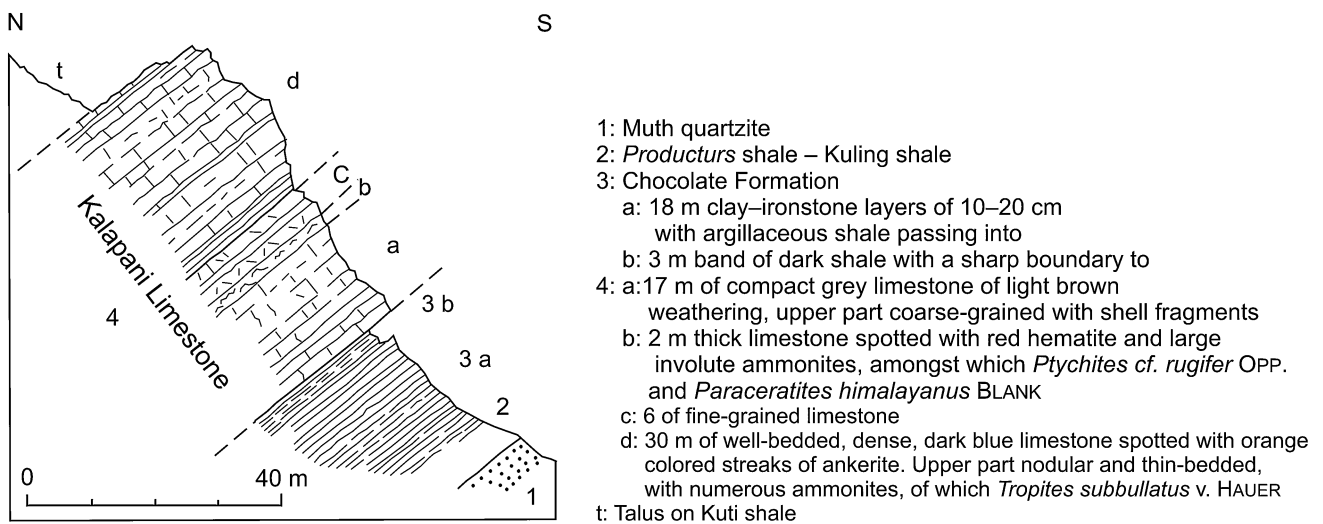 N
S
t
d
C
b
a
3 b
3 a
2
1
4
Kalapani Limestone
0
40 m
1: Muth quartzite
2: Producturs shale – Kuling shale
3: Chocolate Formation
a: 18 m clay–ironstone layers of 10–20 cm
with argillaceous shale passing into
b: 3 m band of dark shale with a sharp boundary to
4: a:17 m of compact grey limestone of light brown
weathering, upper part coarse-grained with shell fragments
b: 2 m thick limestone spotted with red hematite and large
involute ammonites, amongst which Ptychites cf. rugifer OPP.
and Paraceratites himalayanus BLANK
c: 6 of fine-grained limestone
d: 30 m of well-bedded, dense, dark blue limestone spotted with orange
colored streaks of ankerite. Upper part nodular and thin-bedded,
with numerous ammonites, of which Tropites subbullatus v. HAUER
t: Talus on Kuti shale